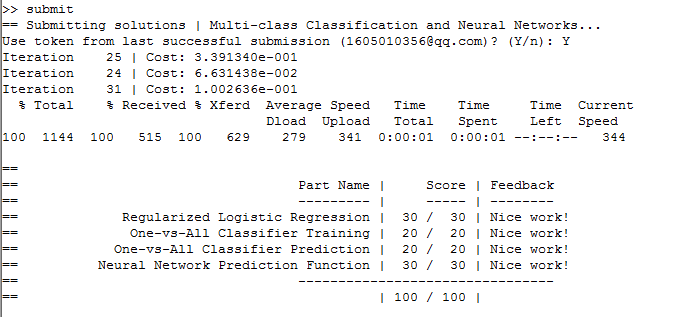 >> submit
== Submitting solutions | Multi-class Classification and Neural Networks...
Use token from last successful submission (1605010356@qq.com)? (Y/n): Y
Iteration    25 | Cost: 3.391340e-001
Iteration    24 | Cost: 6.631438e-002
Iteration    31 | Cost: 1.002636e-001
  % Total    % Received % Xferd  Average Speed   Time    Time     Time  Current
                                 Dload  Upload   Total   Spent    Left  Speed
100  1144  100   515  100   629    279    341  0:00:01  0:00:01 --:--:--   344
==
==                                   Part Name |     Score | Feedback
==                                   --------- |     ----- | --------
==             Regularized Logistic Regression |  30 /  30 | Nice work!
==              One-vs-All Classifier Training |  20 /  20 | Nice work!
==            One-vs-All Classifier Prediction |  20 /  20 | Nice work!
==          Neural Network Prediction Function |  30 /  30 | Nice work!
==                                   --------------------------------
==                                             | 100 / 100 |